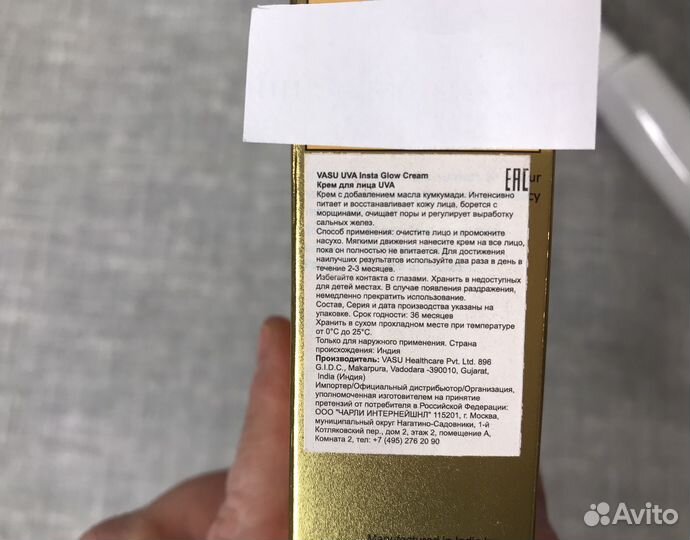 VASU UVA Insta Glow Cream
Крем для лица UVA
Крем с добавлением масла кумкумади. Интенсивно
питает и восстанавливает кожу лица, борется с
морщинами, очищает поры и регулирует выработку
сальных желез.
Способ применения: очистите лицо и промокните
насухо. Мягкими движения нанесите крем на все лицо,
пока он полностью не впитается. Для достижения
наилучших результатов используйте два раза в день в
течение 2-3 месяцев.
Избегайте контакта с глазами. Хранить в недоступных
для детей местах. В случае появления раздражения,
немедленно прекратить использование.
Состав, Серия и дата производства указаны на
упаковке. Срок годности: 36 месяцев
Хранить в сухом прохладном месте при температуре
от 0°C до 25°C.
Только для наружного применения. Страна
происхождения: Индия
Производитель: VASU Healthcare Pvt. Ltd. 896
G.I.D.C., Makarpura, Vadodara -390010, Gujarat,
India (Индия)
Импортер/Официальный дистрибьютор/Организация,
уполномоченная изготовителем на принятие
претензий от потребителя в Российской Федерации:
ООО "ЧАРЛИ ИНТЕРНЕЙШНЛ" 115201, г. Москва,
муниципальный округ Нагатино-Садовники, 1-й
Котляковский пер., дом 2, этаж 2, помещение А,
Комната 2, тел: +7 (495) 276 20 90
EAC
ur
cy
Manufactured in India
Avito